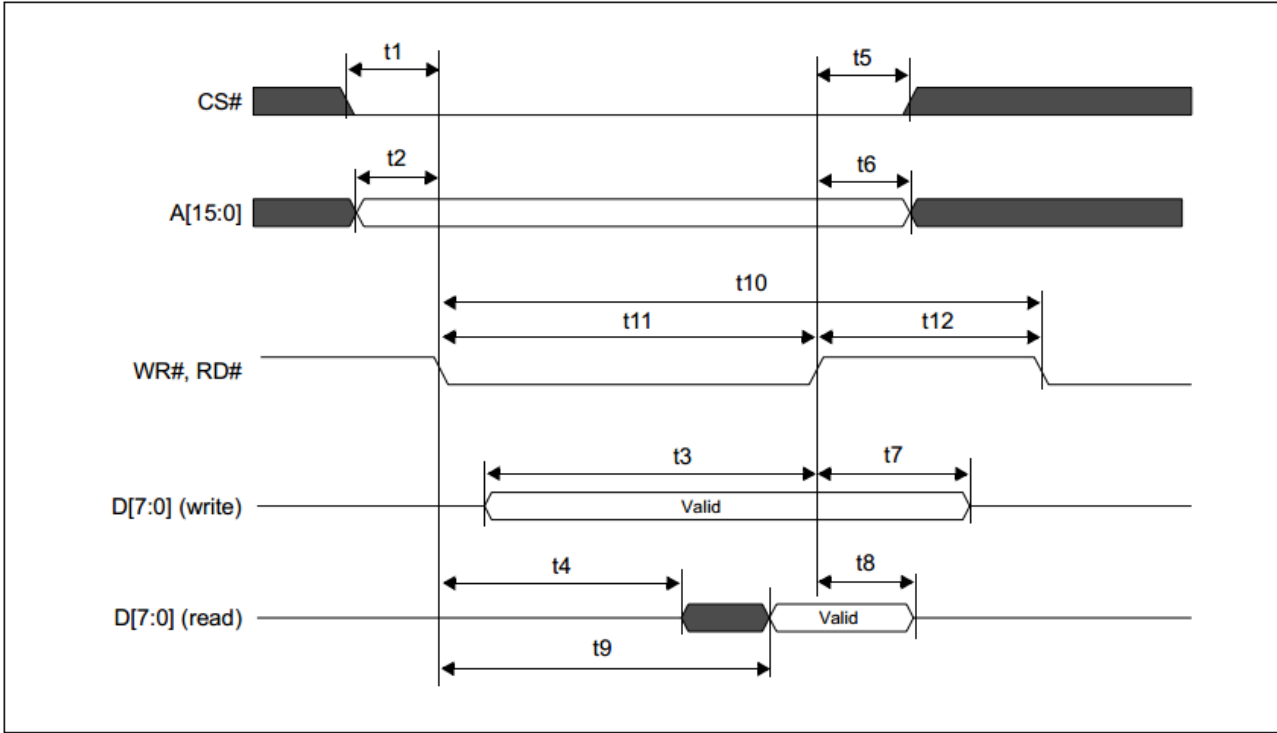 t1
t5
CS#
t2
t6
A[15:0]
t10
t11
t12
WR#, RD#
t3
t7
D[7:0] (write)
Valid
t4
t8
D[7:0] (read)
Valid
t9